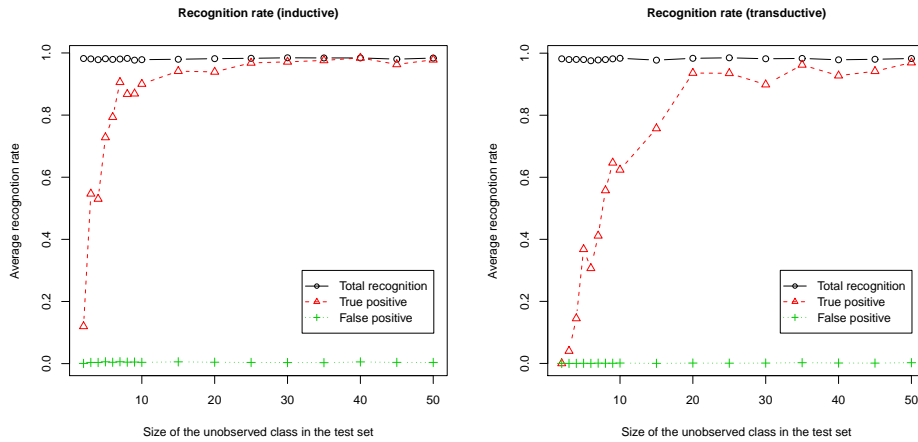 Recognition rate (inductive)
Average recognotion rate
0.0 0.2 0.4 0.6 0.8 1.0
Total recognition
True positive
False positive
10 20 30 40 50
Size of the unobserved class in the test set
Recognition rate (transductive)
Average recognotion rate
0.0 0.2 0.4 0.6 0.8 1.0
Total recognition
True positive
False positive
10 20 30 40 50
Size of the unobserved class in the test set